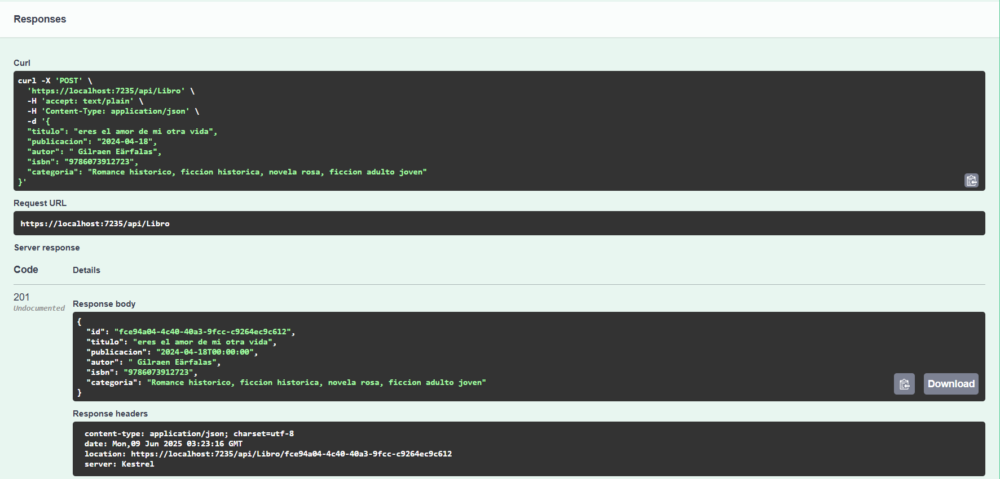 Responses
Curl
curl -X 'POST' \
  'https://localhost:7235/api/Libro' \
  -H 'accept: text/plain' \
  -H 'Content-Type: application/json' \
  -d '{
  "titulo": "eres el amor de mi otra vida",
  "publicacion": "2024-04-18",
  "autor": " Gilraen Eärfalas",
  "isbn": "9786073912723",
  "categoria": "Romance historico, ficcion historica, novela rosa, ficcion adulto joven"
}'
Request URL
https://localhost:7235/api/Libro
Server response
Code Details
201
Undocumented
Response body
{
  "id": "fce94a04-4c40-40a3-9fcc-c9264ec9c612",
  "titulo": "eres el amor de mi otra vida",
  "publicacion": "2024-04-18T00:00:00",
  "autor": " Gilraen Eärfalas",
  "isbn": "9786073912723",
  "categoria": "Romance historico, ficcion historica, novela rosa, ficcion adulto joven"
}
Download
Response headers
content-type: application/json; charset=utf-8
date: Mon,09 Jun 2025 03:23:16 GMT
location: https://localhost:7235/api/Libro/fce94a04-4c40-40a3-9fcc-c9264ec9c612
server: Kestrel